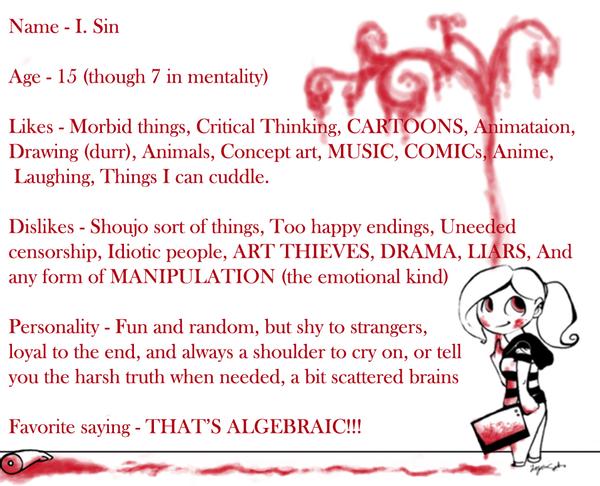 Name - I. Sin
Age - 15 (though 7 in mentality)
Likes - Morbid things, Critical Thinking, CARTOONS, Animataion,
Drawing (durr), Animals, Concept art, MUSIC, COMICs, Anime,
Laughing, Things I can cuddle.
Dislikes - Shoujo sort of things, Too happy endings, Uneeded
censorship, Idiotic people, ART THIEVES, DRAMA, LIARS, And
any form of MANIPULATION (the emotional kind)
Personality - Fun and random, but shy to strangers,
loyal to the end, and always a shoulder to cry on, or tell
you the harsh truth when needed, a bit scattered brains
Favorite saying - THAT'S ALGEBRAIC!!!